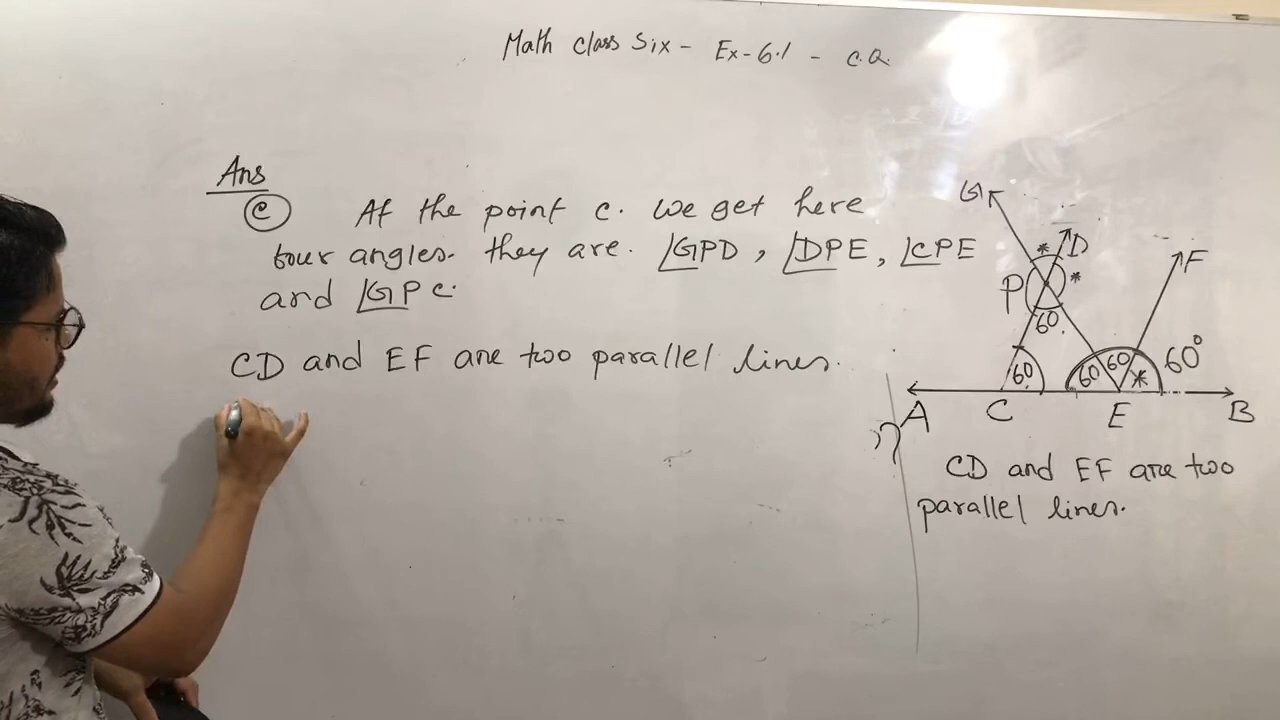 Math class Six - Ex-6.1 - C.Q.
Ans
(c) At the point C. We get here
four angles. they are. ∠GPD, ∠DPE, ∠CPE
and ∠GPC.
CD and EF are two parallel lines.
G
* D
P *
F
60
60 60 60 * 60°
A C E B
CD and EF are two
parallel lines.